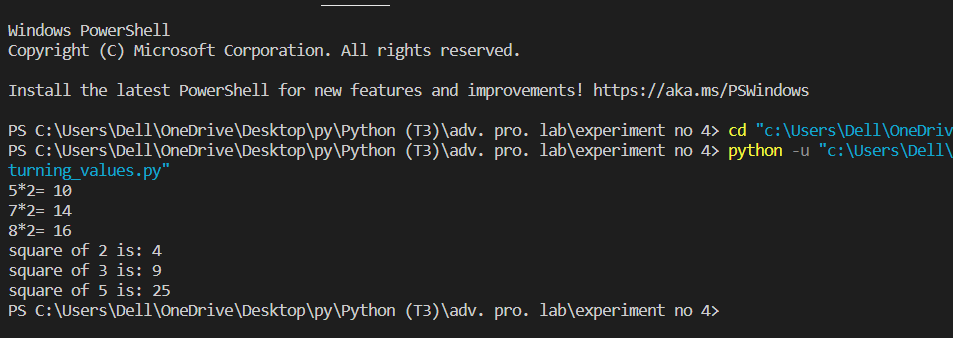 Windows PowerShell
Copyright (C) Microsoft Corporation. All rights reserved.
Install the latest PowerShell for new features and improvements! https://aka.ms/PSWindows
PS C:\Users\Dell\OneDrive\Desktop\py\Python (T3)\adv. pro. lab\experiment no 4> cd "c:\Users\Dell\OneDriv
PS C:\Users\Dell\OneDrive\Desktop\py\Python (T3)\adv. pro. lab\experiment no 4> python -u "c:\Users\Dell\
turning_values.py"
5*2= 10
7*2= 14
8*2= 16
square of 2 is: 4
square of 3 is: 9
square of 5 is: 25
PS C:\Users\Dell\OneDrive\Desktop\py\Python (T3)\adv. pro. lab\experiment no 4>